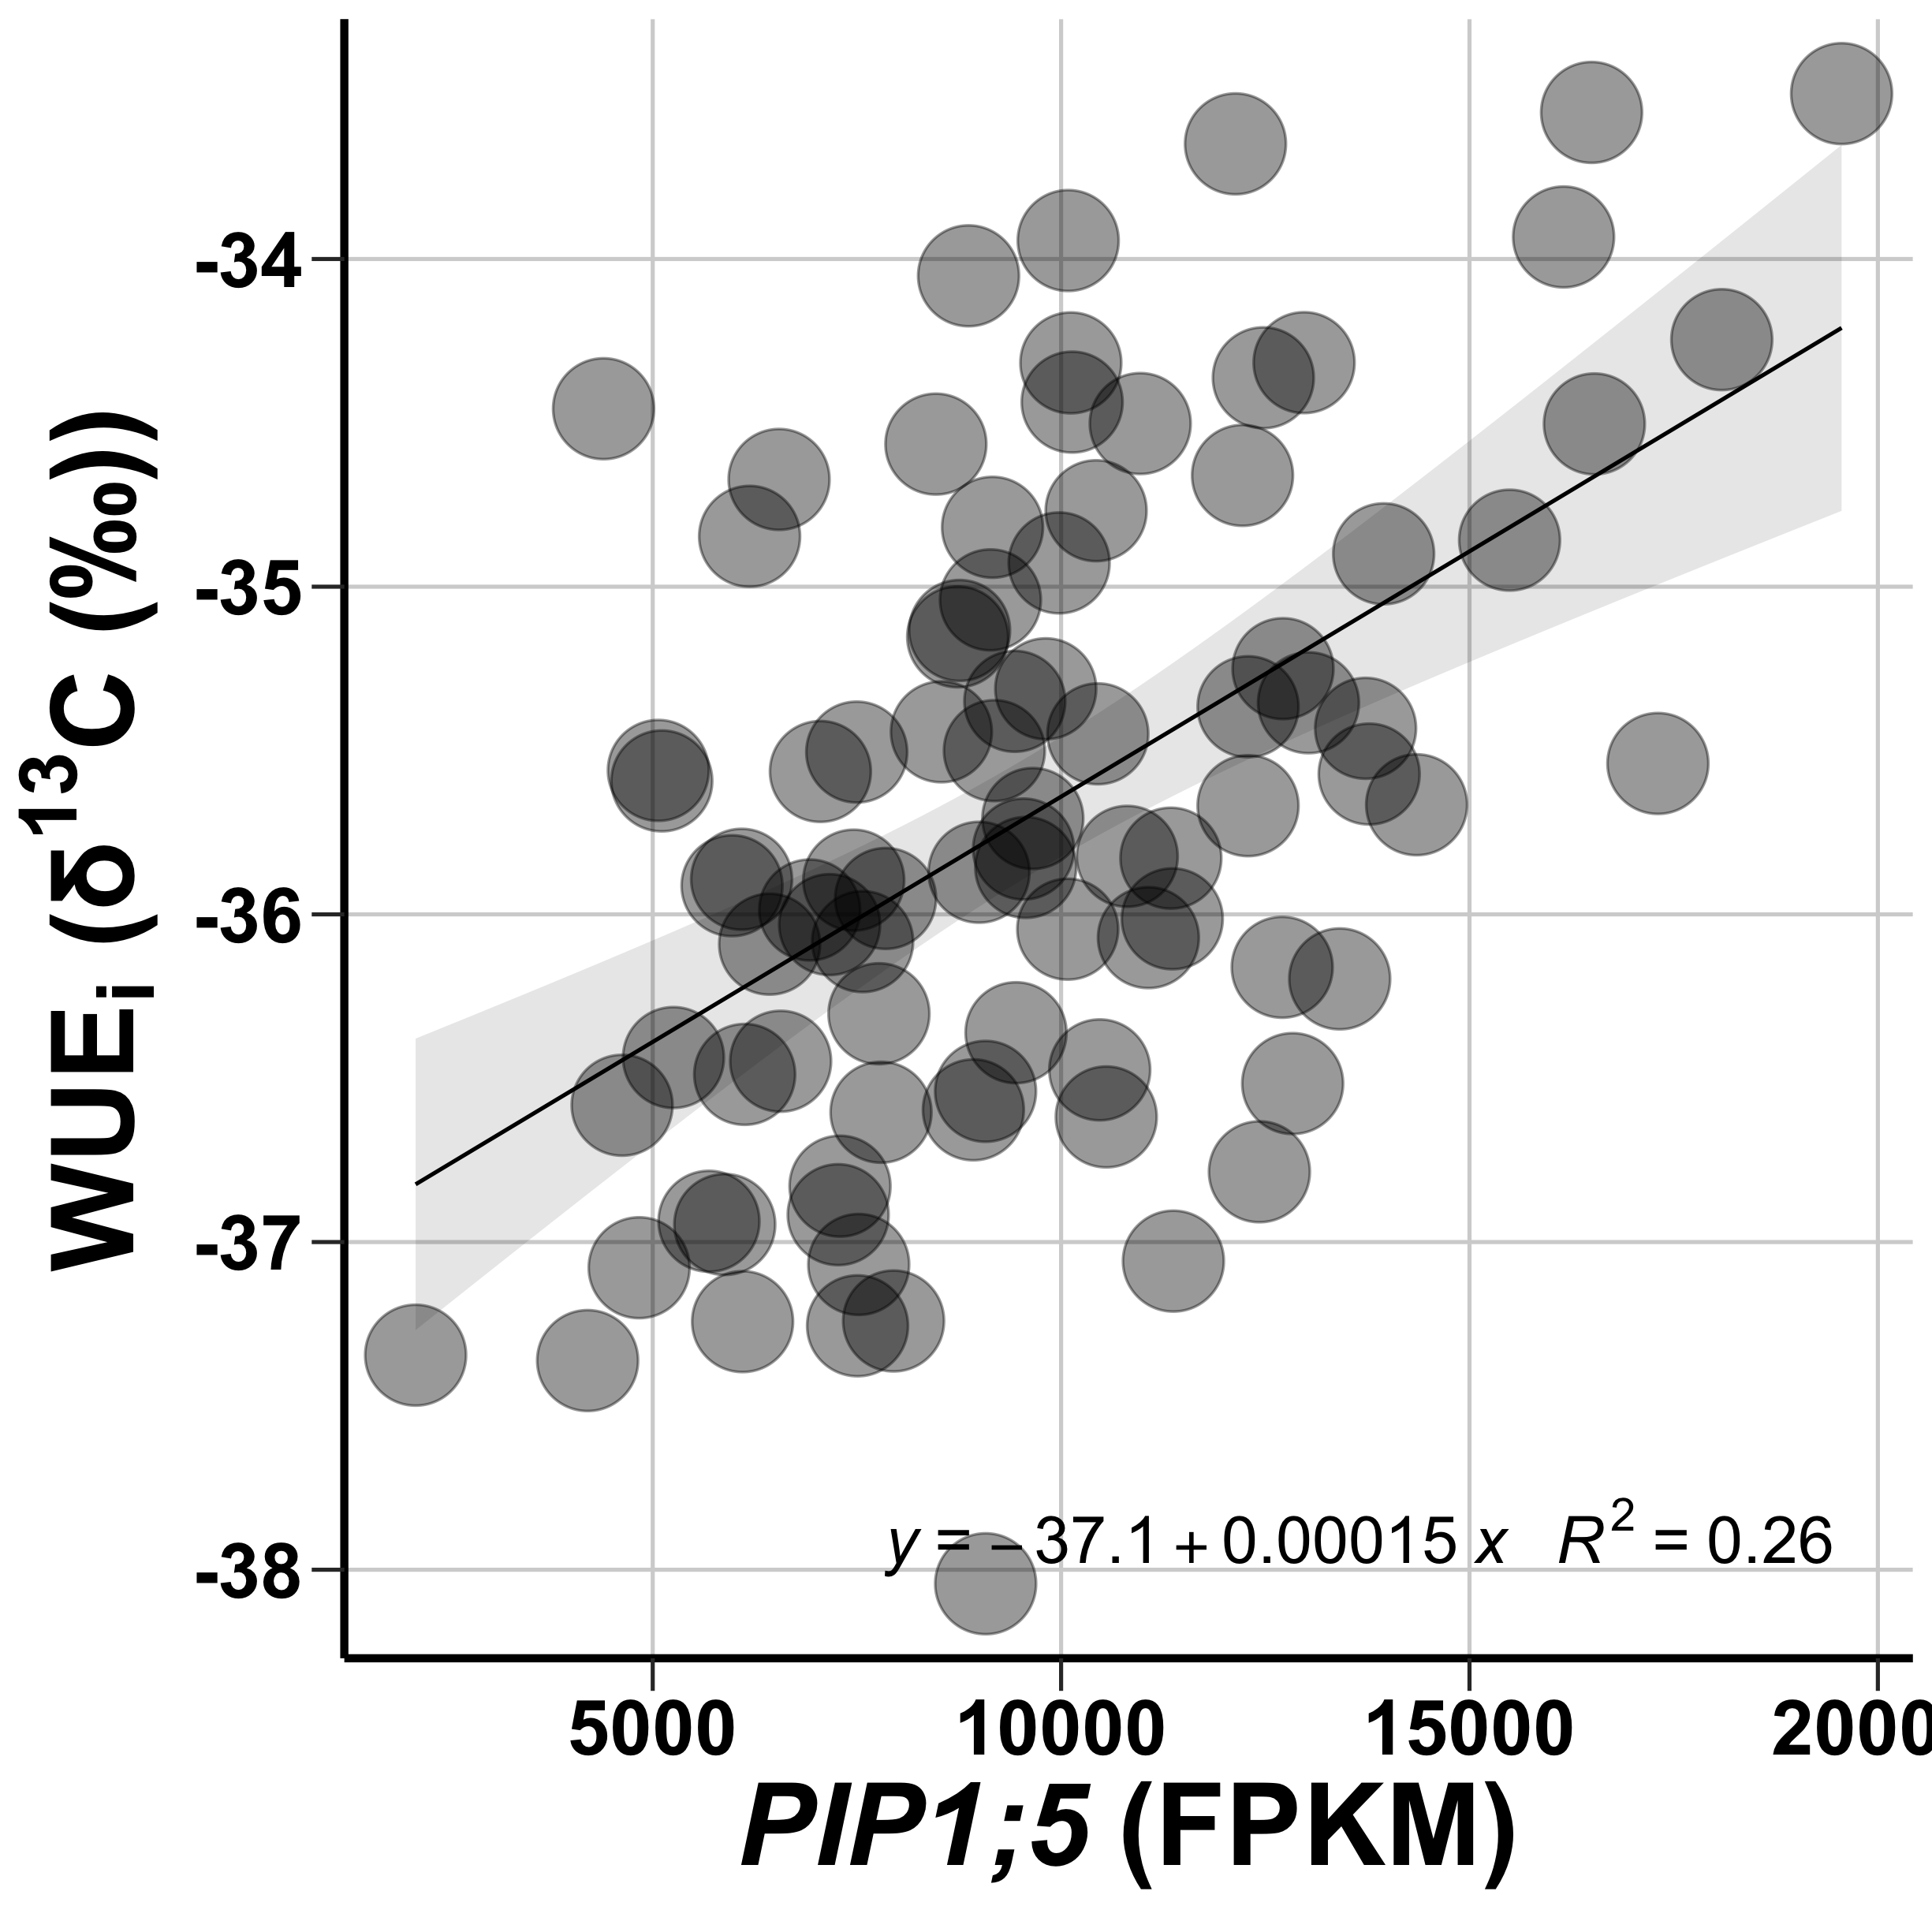 WUEi (δ13C (‰))
-34
-35
-36
-37
-38
y = −37.1 + 0.00015 x R2 = 0.26
5000 10000 15000 2000
PIP1;5 (FPKM)